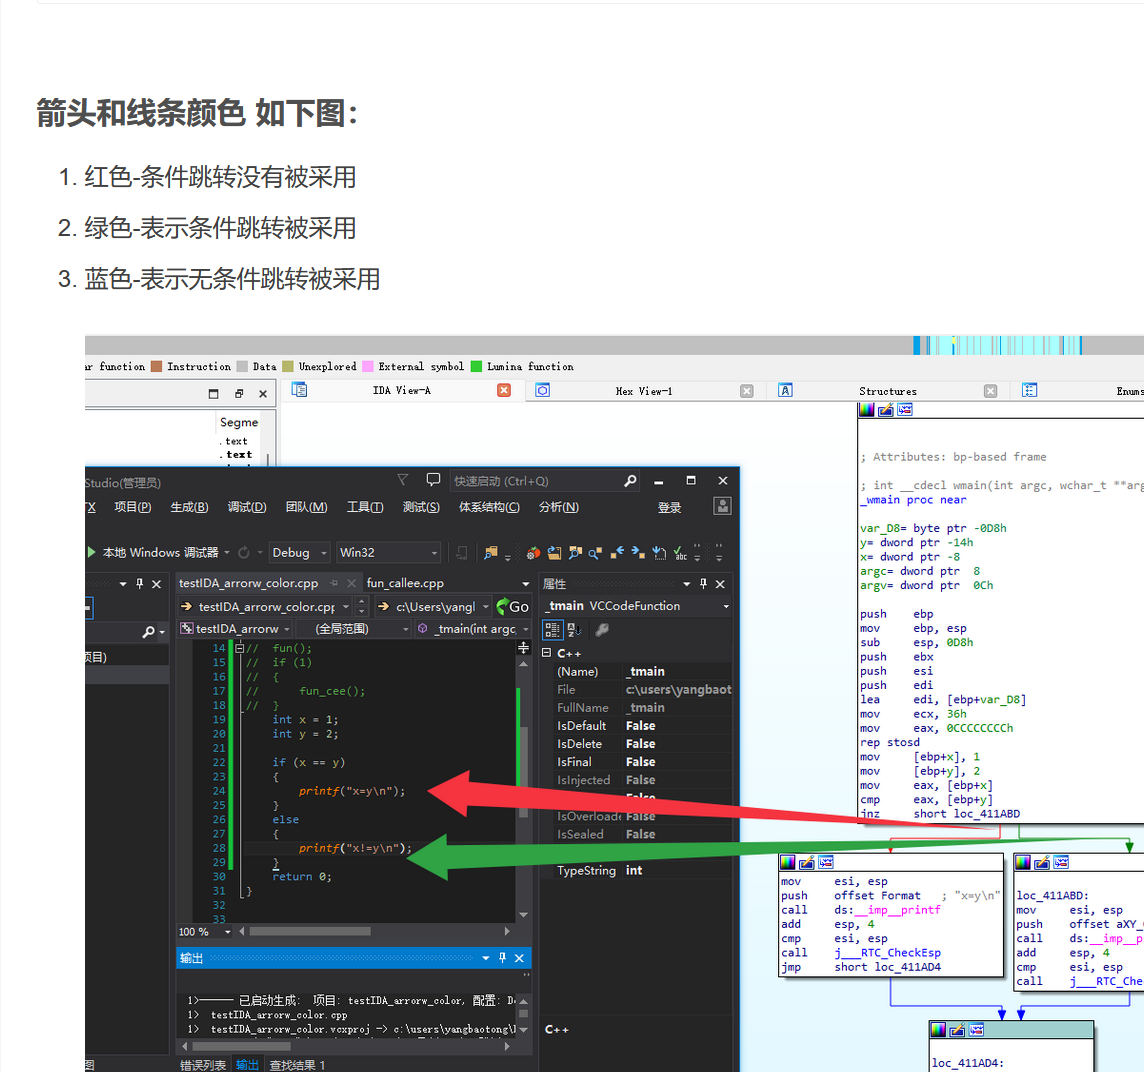 箭头和线条颜色 如下图：
1. 红色-条件跳转没有被采用
2. 绿色-表示条件跳转被采用
3. 蓝色-表示无条件跳转被采用
ar function Instruction Data Unexplored External symbol Lumina function
IDA View-A Hex View-1 Structures Enums
Segme
.text
.text
; Attributes: bp-based frame
; int __cdecl wmain(int argc, wchar_t **arg
_wmain proc near
var_D8= byte ptr -0D8h
y= dword ptr -14h
x= dword ptr -8
argc= dword ptr  8
argv= dword ptr  0Ch
push    ebp
mov     ebp, esp
sub     esp, 0D8h
push    ebx
push    esi
push    edi
lea     edi, [ebp+var_D8]
mov     ecx, 36h
mov     eax, 0CCCCCCCCh
rep stosd
mov     [ebp+x], 1
mov     [ebp+y], 2
mov     eax, [ebp+x]
cmp     eax, [ebp+y]
jnz     short loc_411ABD
Studio(管理员) 快速启动 (Ctrl+Q)
项目(P) 生成(B) 调试(D) 团队(M) 工具(T) 测试(S) 体系结构(C) 分析(N) 登录
本地 Windows 调试器 Debug Win32
testIDA_arrorw_color.cpp fun_callee.cpp
testIDA_arrorw_color.cpp c:\Users\yangl Go
testIDA_arrorw (全局范围) _tmain(int argc,
项目)
14 // fun();
15 // if (1)
16 // {
17 //     fun_cee();
18 // }
19 int x = 1;
20 int y = 2;
21
22 if (x == y)
23 {
24 printf("x=y\n");
25 }
26 else
27 {
28 printf("x!=y\n");
29 }
30 return 0;
31 }
32
33
100 %
属性
_tmain VCCodeFunction
C++
(Name) _tmain
File c:\users\yangbaot
FullName _tmain
IsDefault False
IsDelete False
IsFinal False
IsInjected False
IsOverloade False
IsSealed False
TypeString int
C++
输出
1>------ 已启动生成: 项目: testIDA_arrorw_color, 配置: De
1>  testIDA_arrorw_color.cpp
1>  testIDA_arrorw_color.vcxproj -> c:\users\yangbaotong\
错误列表 输出 查找结果 1
mov     esi, esp
push    offset Format   ; "x=y\n"
call    ds:__imp__printf
add     esp, 4
cmp     esi, esp
call    j___RTC_CheckEsp
jmp     short loc_411AD4
loc_411ABD:
mov     esi, esp
push    offset aXY_
call    ds:__imp__p
add     esp, 4
cmp     esi, esp
call    j___RTC_Che
loc_411AD4: